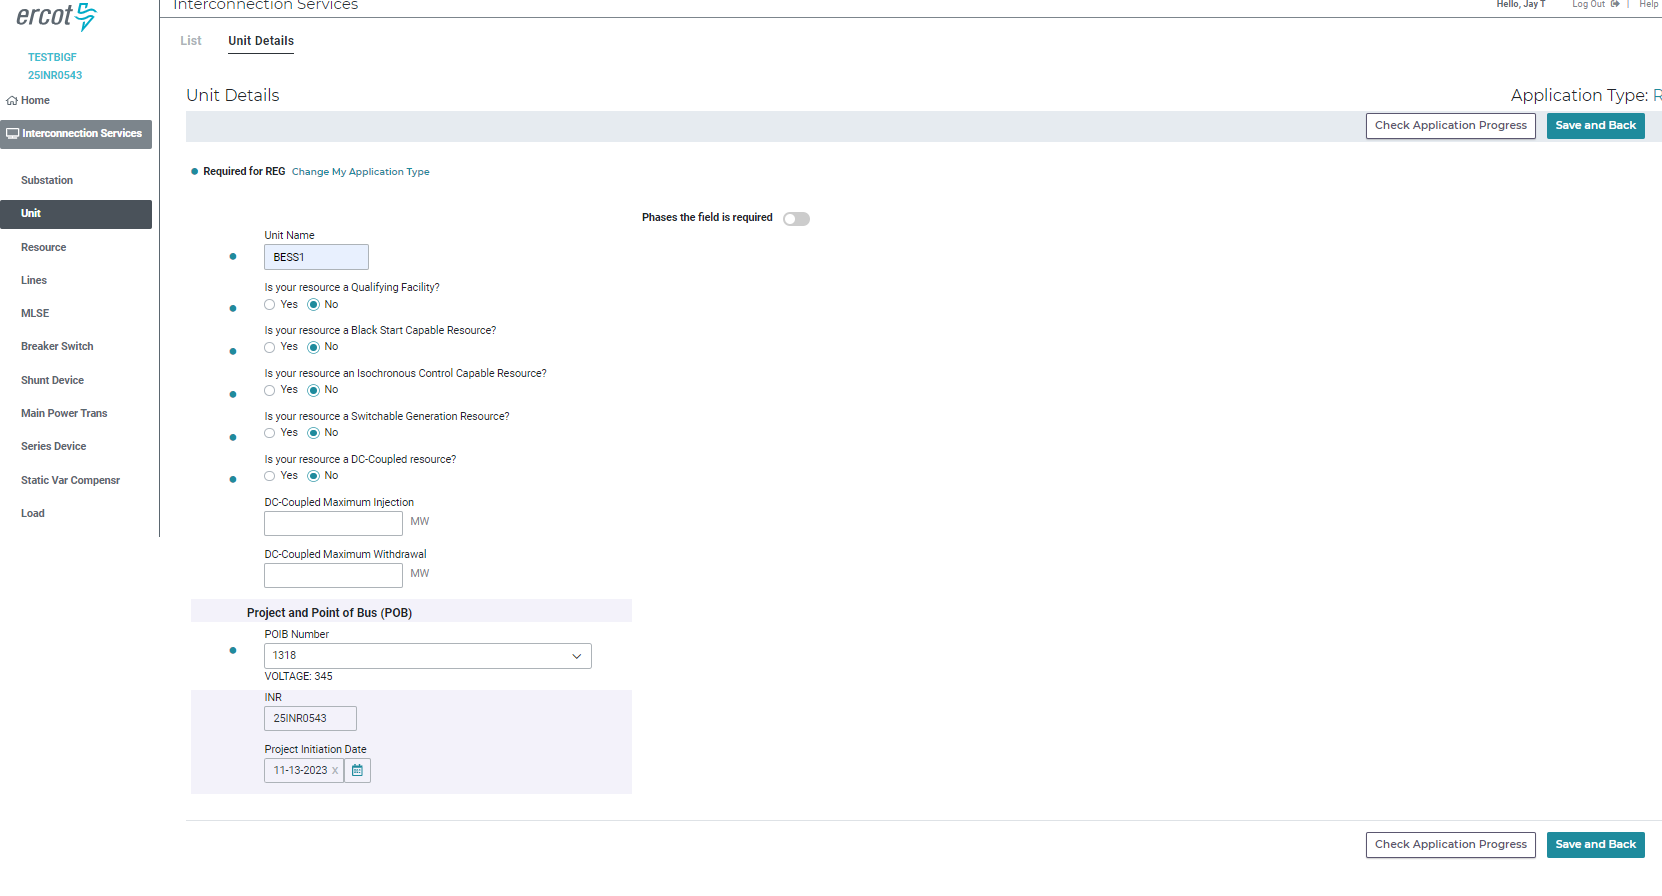 ercot
Interconnection Services
Hello, Jay T
Log Out
|
Help
TESTBIGF
25INR0543
Home
Interconnection Services
Substation
Unit
Resource
Lines
MLSE
Breaker Switch
Shunt Device
Main Power Trans
Series Device
Static Var Compensr
Load
List
Unit Details
Unit Details
Application Type: R
Check Application Progress
Save and Back
Required for REG Change My Application Type
Phases the field is required
Unit Name
BESS1
Is your resource a Qualifying Facility?
Yes No
Is your resource a Black Start Capable Resource?
Yes No
Is your resource an Isochronous Control Capable Resource?
Yes No
Is your resource a Switchable Generation Resource?
Yes No
Is your resource a DC-Coupled resource?
Yes No
DC-Coupled Maximum Injection
MW
DC-Coupled Maximum Withdrawal
MW
Project and Point of Bus (POB)
POIB Number
1318
VOLTAGE: 345
INR
25INR0543
Project Initiation Date
11-13-2023 x
Check Application Progress
Save and Back